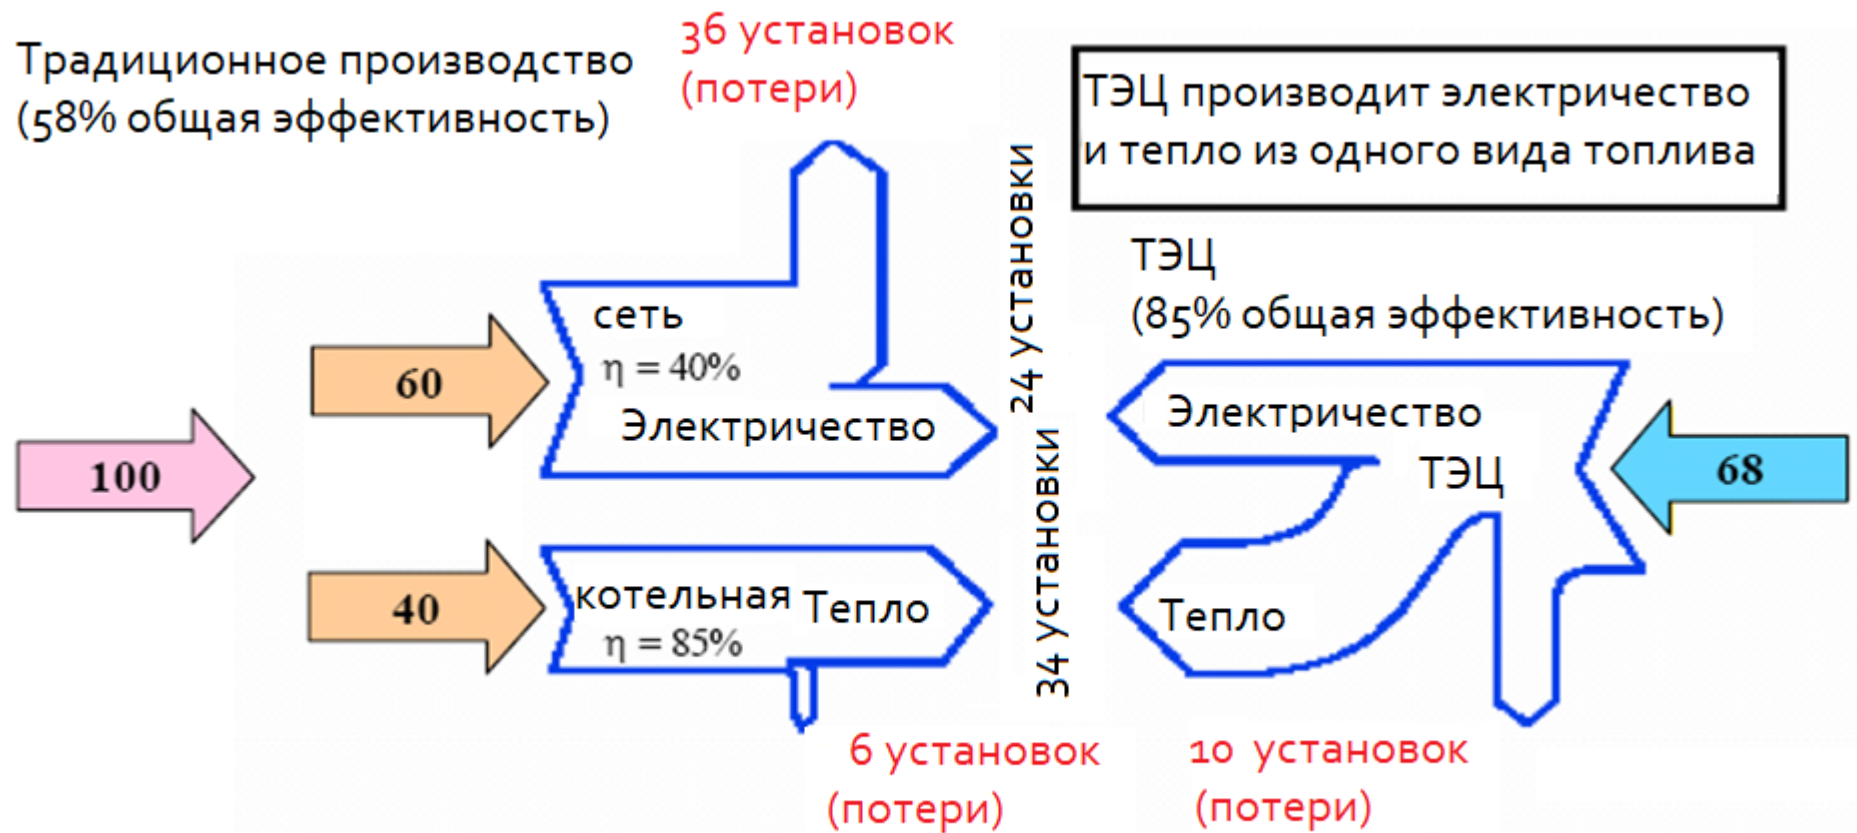 Традиционное производство
(58% общая эффективность)
36 установок
(потери)
ТЭЦ производит электричество
и тепло из одного вида топлива
ТЭЦ
(85% общая эффективность)
100
60
сеть
η = 40%
Электричество
24 установки
Электричество
ТЭЦ
68
40
котельная
Тепло
η = 85%
34 установки
Тепло
6 установок
(потери)
10 установок
(потери)